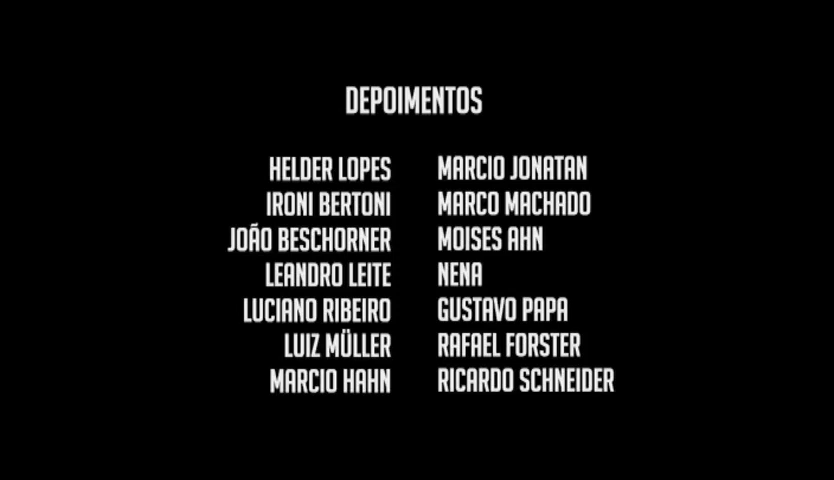 DEPOIMENTOS
HELDER LOPES
IRONI BERTONI
JOÃO BESCHORNER
LEANDRO LEITE
LUCIANO RIBEIRO
LUIZ MÜLLER
MARCIO HAHN
MARCIO JONATAN
MARCO MACHADO
MOISES AHN
NENA
GUSTAVO PAPA
RAFAEL FORSTER
RICARDO SCHNEIDER